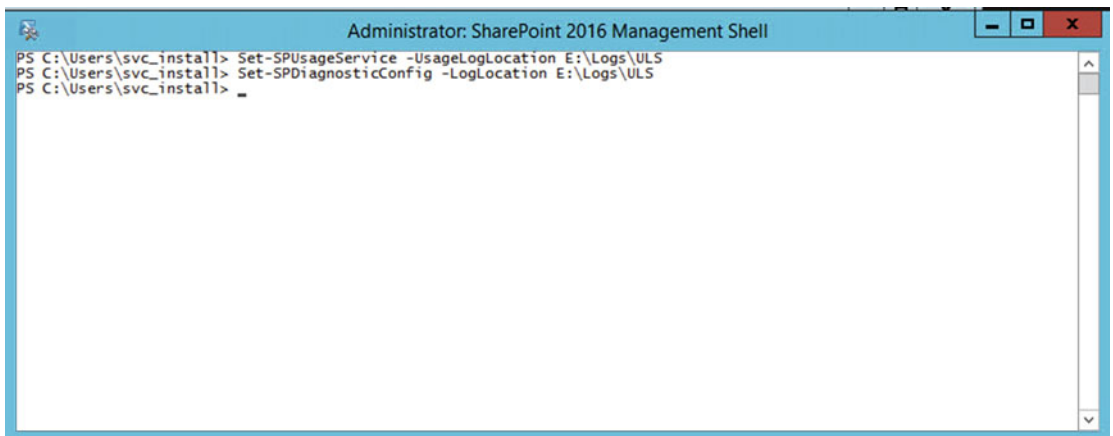 Administrator: SharePoint 2016 Management Shell
PS C:\Users\svc_install> Set-SPUsageService -UsageLogLocation E:\Logs\ULS
PS C:\Users\svc_install> Set-SPDiagnosticConfig -LogLocation E:\Logs\ULS
PS C:\Users\svc_install> _